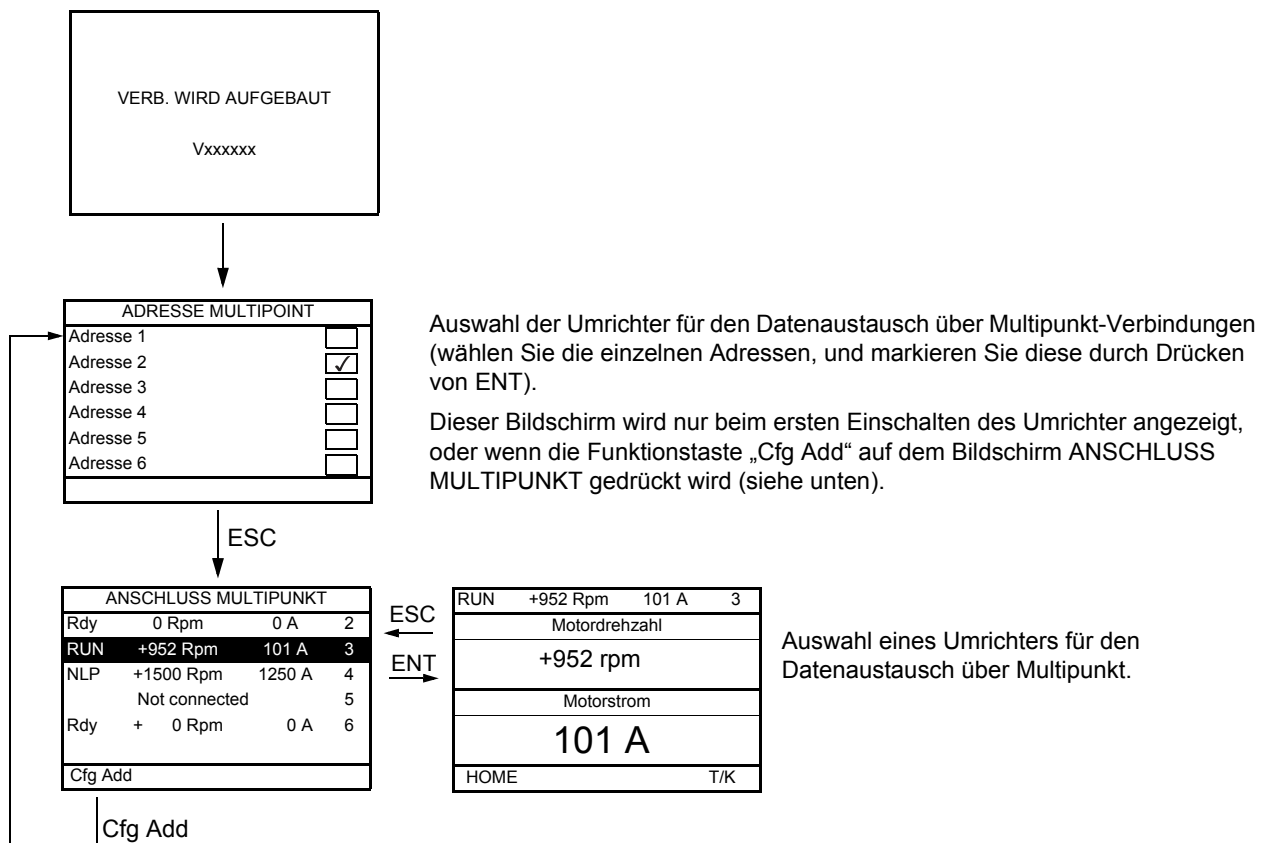 VERB. WIRD AUFGEBAUT
Vxxxxxx
ADRESSE MULTIPOINT
Adresse 1
Adresse 2 ✓
Adresse 3
Adresse 4
Adresse 5
Adresse 6
Auswahl der Umrichter für den Datenaustausch über Multipunkt-Verbindungen
(wählen Sie die einzelnen Adressen, und markieren Sie diese durch Drücken
von ENT).
Dieser Bildschirm wird nur beim ersten Einschalten des Umrichter angezeigt,
oder wenn die Funktionstaste „Cfg Add“ auf dem Bildschirm ANSCHLUSS
MULTIPUNKT gedrückt wird (siehe unten).
ESC
ANSCHLUSS MULTIPUNKT
Rdy 0 Rpm 0 A 2
RUN +952 Rpm 101 A 3
NLP +1500 Rpm 1250 A 4
Not connected 5
Rdy + 0 Rpm 0 A 6
Cfg Add
ESC
ENT
RUN +952 Rpm 101 A 3
Motordrehzahl
+952 rpm
Motorstrom
101 A
HOME T/K
Auswahl eines Umrichters für den
Datenaustausch über Multipunkt.
Cfg Add